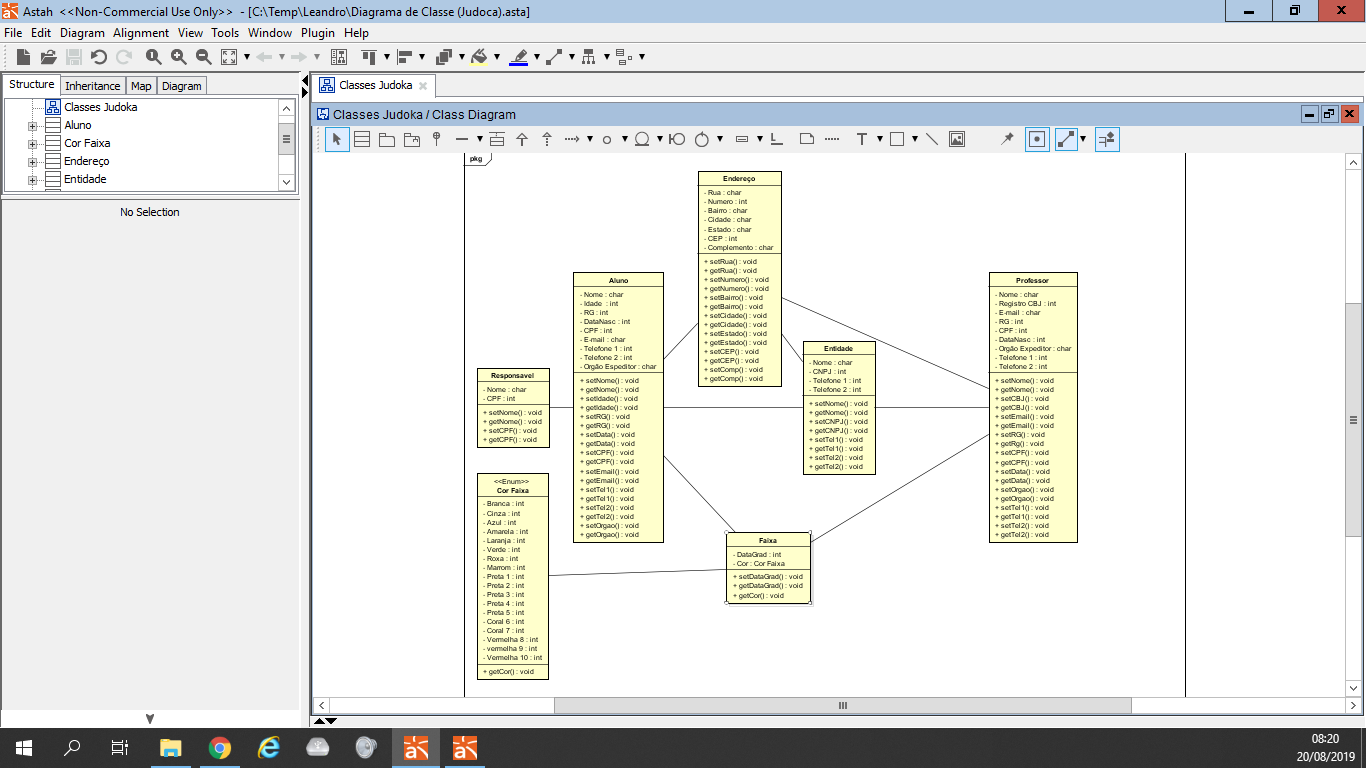 Astah <<Non-Commercial Use Only>> - [C:\Temp\Leandro\Diagrama de Classe (Judoca).asta]
File Edit Diagram Alignment View Tools Window Plugin Help
Structure Inheritance Map Diagram
Classes Judoka
Aluno
Cor Faixa
Endereço
Entidade
No Selection
Classes Judoka
Classes Judoka / Class Diagram
T
pkg
Endereço
- Rua : char
- Numero : int
- Bairro : char
- Cidade : char
- Estado : char
- CEP : int
- Complemento : char
+ setRua() : void
+ getRua() : void
+ setNumero() : void
+ getNumero() : void
+ setBairro() : void
+ getBairro() : void
+ setCidade() : void
+ getCidade() : void
+ setEstado() : void
+ getEstado() : void
+ setCEP() : void
+ getCEP() : void
+ setComp() : void
+ getComp() : void
Aluno
- Nome : char
- Idade : int
- RG : int
- DataNasc : int
- CPF : int
- E-mail : char
- Telefone 1 : int
- Telefone 2 : int
- Orgão Espeditor : char
+ setNome() : void
+ getNome() : void
+ setIdade() : void
+ getIdade() : void
+ setRG() : void
+ getRG() : void
+ setData() : void
+ getData() : void
+ setCPF() : void
+ getCPF() : void
+ setEmail() : void
+ getEmail() : void
+ setTel1() : void
+ getTel1() : void
+ setTel2() : void
+ getTel2() : void
+ setOrgao() : void
+ getOrgao() : void
Professor
- Nome : char
- Registro CBJ : int
- E-mail : char
- RG : int
- CPF : int
- DataNasc : int
- Orgão Expeditor : char
- Telefone 1 : int
- Telefone 2 : int
+ setNome() : void
+ getNome() : void
+ setCBJ() : void
+ getCBJ() : void
+ setEmail() : void
+ getEmail() : void
+ setRG() : void
+ getRg() : void
+ setCPF() : void
+ getCPF() : void
+ setData() : void
+ getData() : void
+ setOrgao() : void
+ getOrgao() : void
+ setTel1() : void
+ getTel1() : void
+ setTel2() : void
+ getTel2() : void
Entidade
- Nome : char
- CNPJ : int
- Telefone 1 : int
- Telefone 2 : int
+ setNome() : void
+ getNome() : void
+ setCNPJ() : void
+ getCNPJ() : void
+ setTel1() : void
+ getTel1() : void
+ setTel2() : void
+ getTel2() : void
Responsavel
- Nome : char
- CPF : int
+ setNome() : void
+ getNome() : void
+ setCPF() : void
+ getCPF() : void
<<Enum>>
Cor Faixa
- Branca : int
- Cinza : int
- Azul : int
- Amarela : int
- Laranja : int
- Verde : int
- Roxa : int
- Marrom : int
- Preta 1 : int
- Preta 2 : int
- Preta 3 : int
- Preta 4 : int
- Preta 5 : int
- Coral 6 : int
- Coral 7 : int
- Vermelha 8 : int
- vermelha 9 : int
- Vermelha 10 : int
+ getCor() : void
Faixa
- DataGrad : int
- Cor : Cor Faixa
+ setDataGrad() : void
+ getDataGrad() : void
+ getCor() : void
08:20
20/08/2019